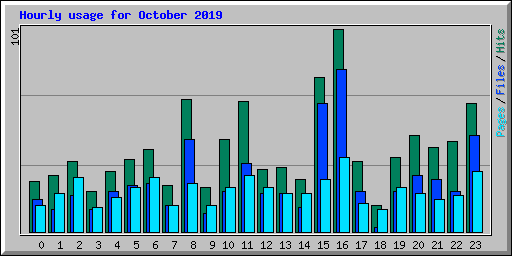 Hourly usage for October 2019
101
Pages / Files / Hits
0 1 2 3 4 5 6 7 8 9 10 11 12 13 14 15 16 17 18 19 20 21 22 23